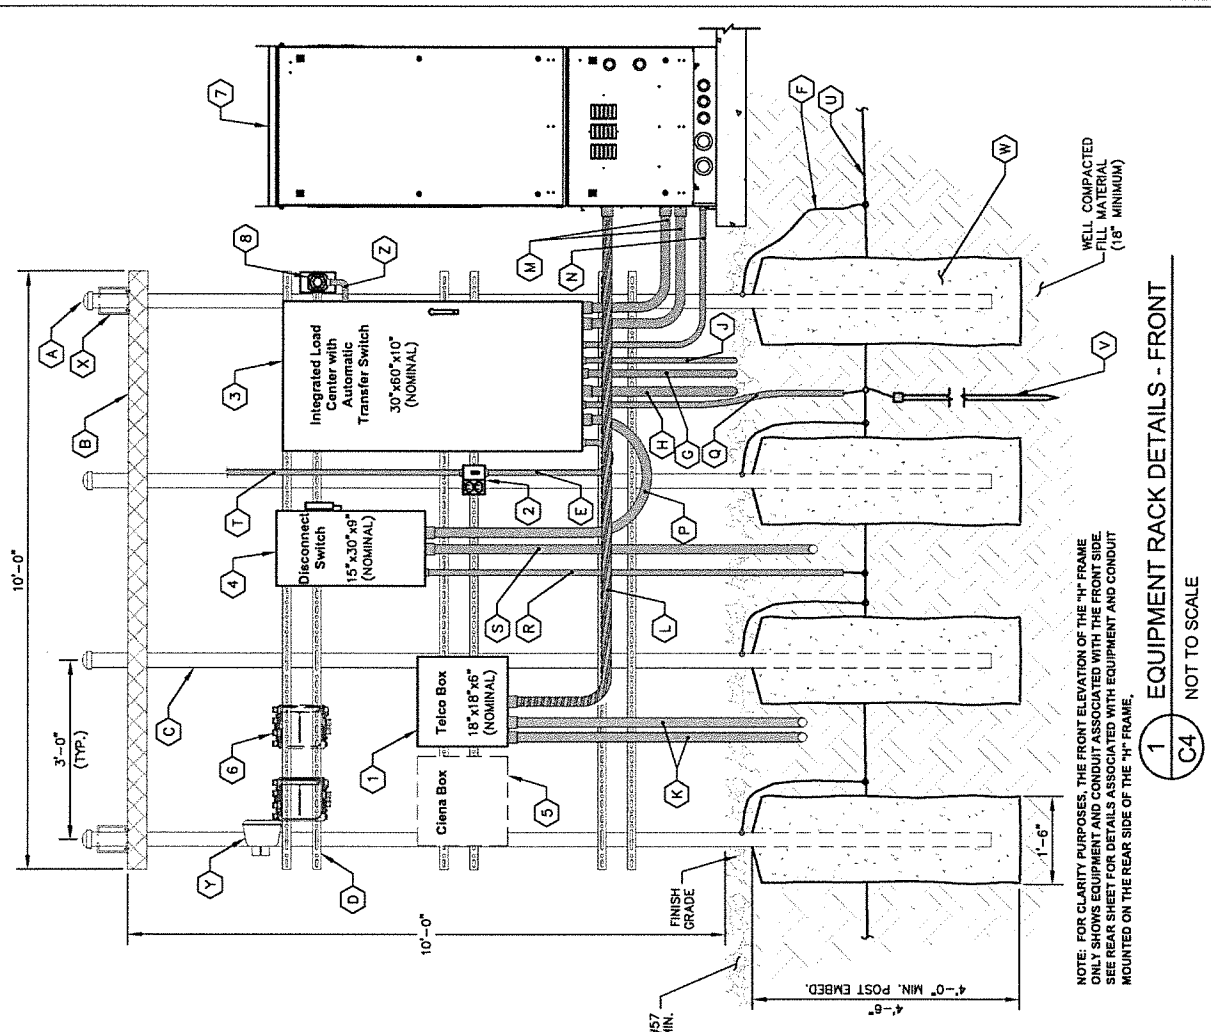 10'-0"
3'-0"
(TYP.)
A
X
B
C
T
3
8
Z
7
Integrated Load
Center with
Automatic
Transfer Switch
30"x60"x10"
(NOMINAL)
4
Disconnect
Switch
15"x30"x9"
(NOMINAL)
2
E
6
Y
D
1
Telco Box
18"x18"x6"
(NOMINAL)
Ciena Box
5
K
S
R
L
P
H
G
Q
J
M
N
F
U
W
V
10'-0"
FINISH
GRADE
#57
MIN.
4'-6"
4'-0" MIN. POST EMBED.
1'-6"
WELL COMPACTED
FILL MATERIAL
(18" MINIMUM)
NOTE: FOR CLARITY PURPOSES, THE FRONT ELEVATION OF THE "H" FRAME
ONLY SHOWS EQUIPMENT AND CONDUIT ASSOCIATED WITH THE FRONT SIDE.
SEE REAR SHEET FOR DETAILS ASSOCIATED WITH EQUIPMENT AND CONDUIT
MOUNTED ON THE REAR SIDE OF THE "H" FRAME.
1
C4
EQUIPMENT RACK DETAILS - FRONT
NOT TO SCALE